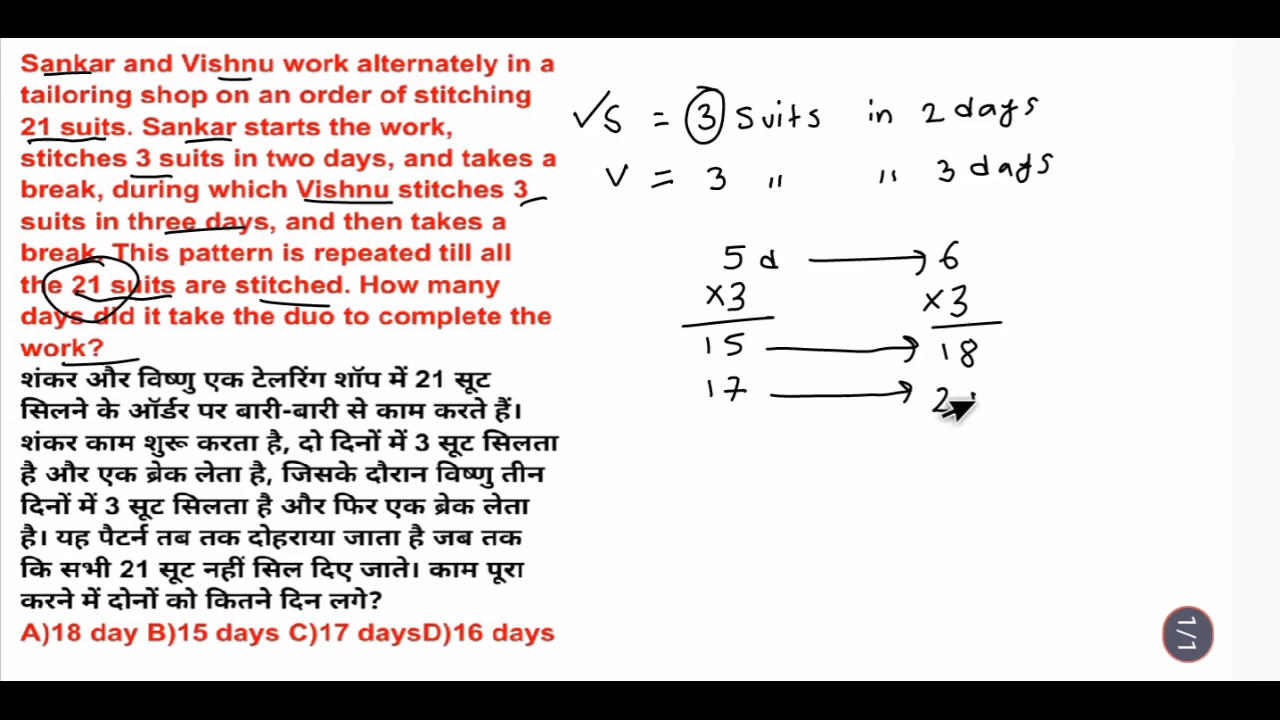 Sankar and Vishnu work alternately in a
tailoring shop on an order of stitching
21 suits. Sankar starts the work,
stitches 3 suits in two days, and takes a
break, during which Vishnu stitches 3
suits in three days, and then takes a
break. This pattern is repeated till all
the 21 suits are stitched. How many
days did it take the duo to complete the
work?
शंकर और विष्णु एक टेलरिंग शॉप में 21 सूट
सिलने के ऑर्डर पर बारी-बारी से काम करते हैं।
शंकर काम शुरू करता है, दो दिनों में 3 सूट सिलता
है और एक ब्रेक लेता है, जिसके दौरान विष्णु तीन
दिनों में 3 सूट सिलता है और फिर एक ब्रेक लेता
है। यह पैटर्न तब तक दोहराया जाता है जब तक
कि सभी 21 सूट नहीं सिल दिए जाते। काम पूरा
करने में दोनों को कितने दिन लगे?
A)18 day B)15 days C)17 daysD)16 days
✓S = 3 Suits in 2 days
V = 3 " " 3 days
5 d → 6
×3 ×3
15 → 18
17 →
1/1